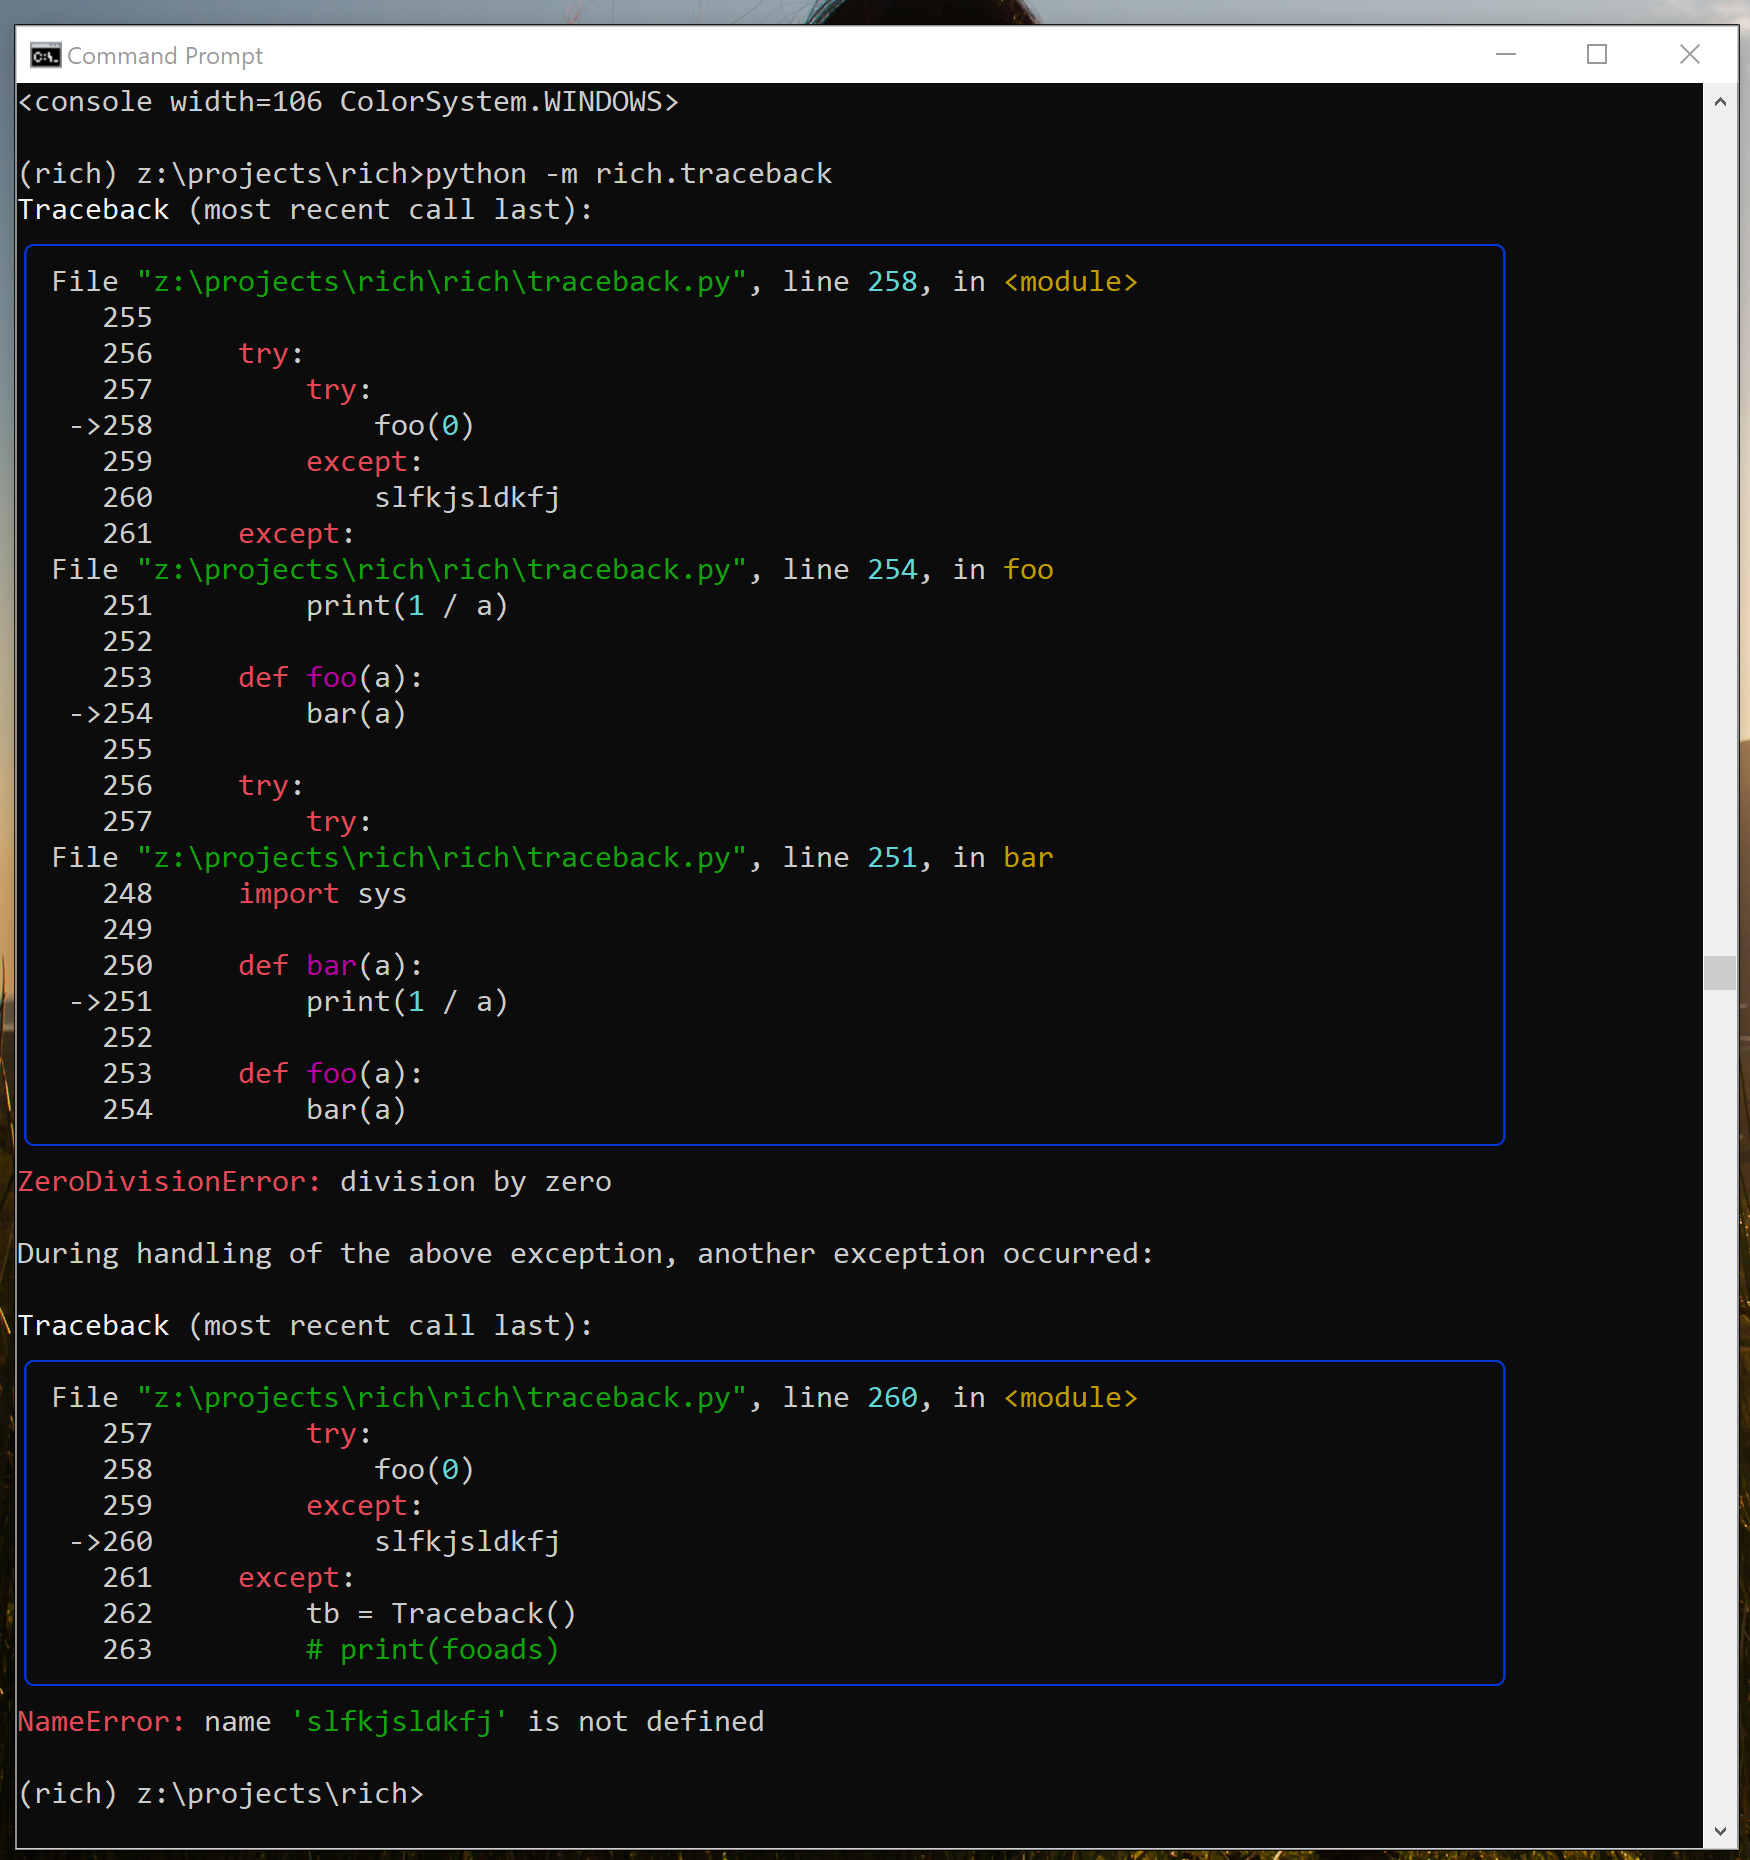 Command Prompt
<console width=106 ColorSystem.WINDOWS>
(rich) z:\projects\rich>python -m rich.traceback
Traceback (most recent call last):
File "z:\projects\rich\rich\traceback.py", line 258, in <module>
255
256     try:
257         try:
->258             foo(0)
259         except:
260             slfkjsldkfj
261     except:
File "z:\projects\rich\rich\traceback.py", line 254, in foo
251         print(1 / a)
252
253     def foo(a):
->254         bar(a)
255
256     try:
257         try:
File "z:\projects\rich\rich\traceback.py", line 251, in bar
248     import sys
249
250     def bar(a):
->251         print(1 / a)
252
253     def foo(a):
254         bar(a)
ZeroDivisionError: division by zero
During handling of the above exception, another exception occurred:
Traceback (most recent call last):
File "z:\projects\rich\rich\traceback.py", line 260, in <module>
257         try:
258             foo(0)
259         except:
->260             slfkjsldkfj
261     except:
262         tb = Traceback()
263         # print(fooads)
NameError: name 'slfkjsldkfj' is not defined
(rich) z:\projects\rich>